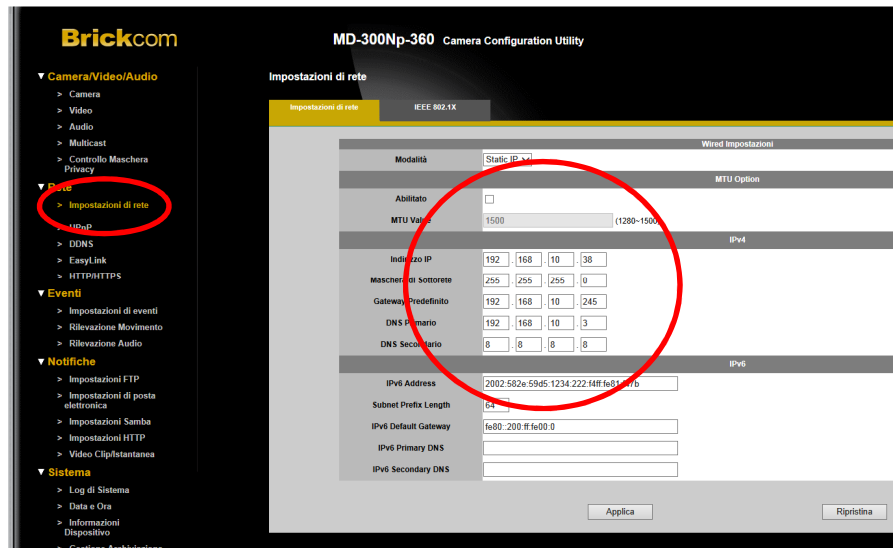 Brickcom
MD-300Np-360 Camera Configuration Utility
Camera/Video/Audio
> Camera
> Video
> Audio
> Multicast
> Controllo Maschera
Privacy
Rete
> Impostazioni di rete
> UPnP
> DDNS
> EasyLink
> HTTP/HTTPS
Eventi
> Impostazioni di eventi
> Rilevazione Movimento
> Rilevazione Audio
Notifiche
> Impostazioni FTP
> Impostazioni di posta
elettronica
> Impostazioni Samba
> Impostazioni HTTP
> Video Clip/Istantanea
Sistema
> Log di Sistema
> Data e Ora
> Informazioni
Dispositivo
> Gestione Archiviazione
Impostazioni di rete
Impostazioni di rete IEEE 802.1X
Wired Impostazioni
Modalità Static IP
MTU Option
Abilitato
MTU Value 1500 (1280~1500)
IPv4
Indirizzo IP 192 . 168 . 10 . 38
Maschera di Sottorete 255 . 255 . 255 . 0
Gateway Predefinito 192 . 168 . 10 . 245
DNS Primario 192 . 168 . 10 . 3
DNS Secondario 8 . 8 . 8 . 8
IPv6
IPv6 Address
Subnet Prefix Length 64
IPv6 Default Gateway fe80::200:ff:fe00:0
IPv6 Primary DNS
IPv6 Secondary DNS
Applica Ripristina